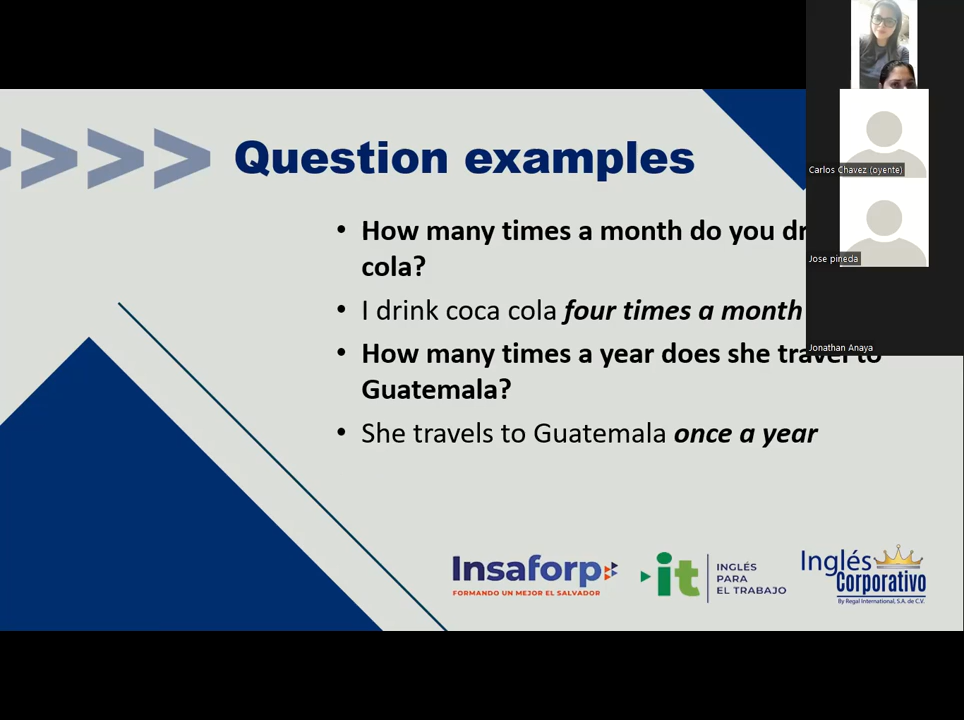 Question examples
• How many times a month do you dr
cola?
• I drink coca cola four times a month
• How many times a year does she travel to
Guatemala?
• She travels to Guatemala once a year
Carlos Chavez (oyente)
Jose pineda
Jonathan Anaya
Insaforp
FORMANDO UN MEJOR EL SALVADOR
it
INGLÉS
PARA
EL TRABAJO
Inglés
Corporativo
By Regal International, S.A. de C.V.